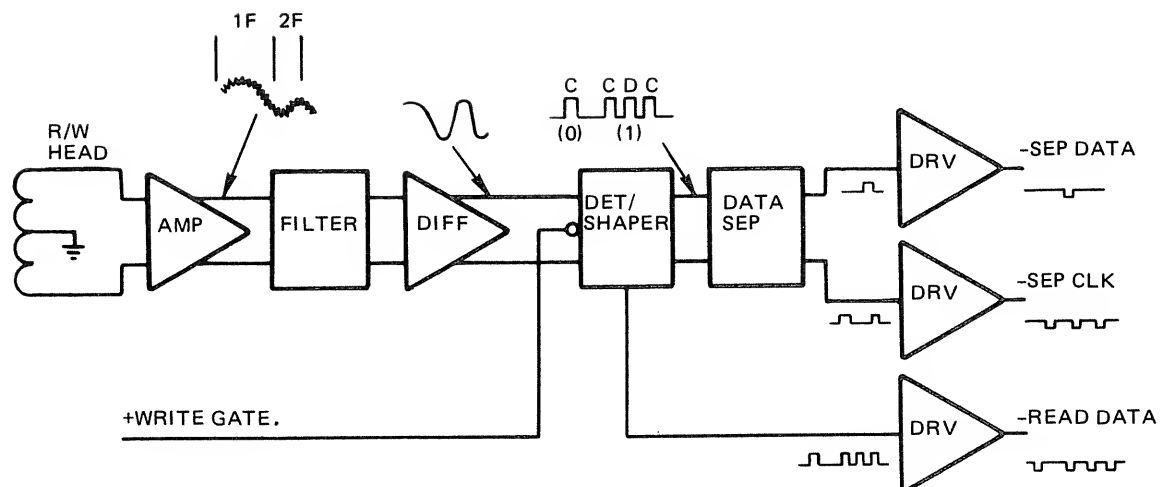 1F 2F
C C D C
(0) (1)
R/W
HEAD
AMP
FILTER
DIFF
DET/
SHAPER
DATA
SEP
DRV
-SEP DATA
DRV
-SEP CLK
+WRITE GATE.
DRV
-READ DATA